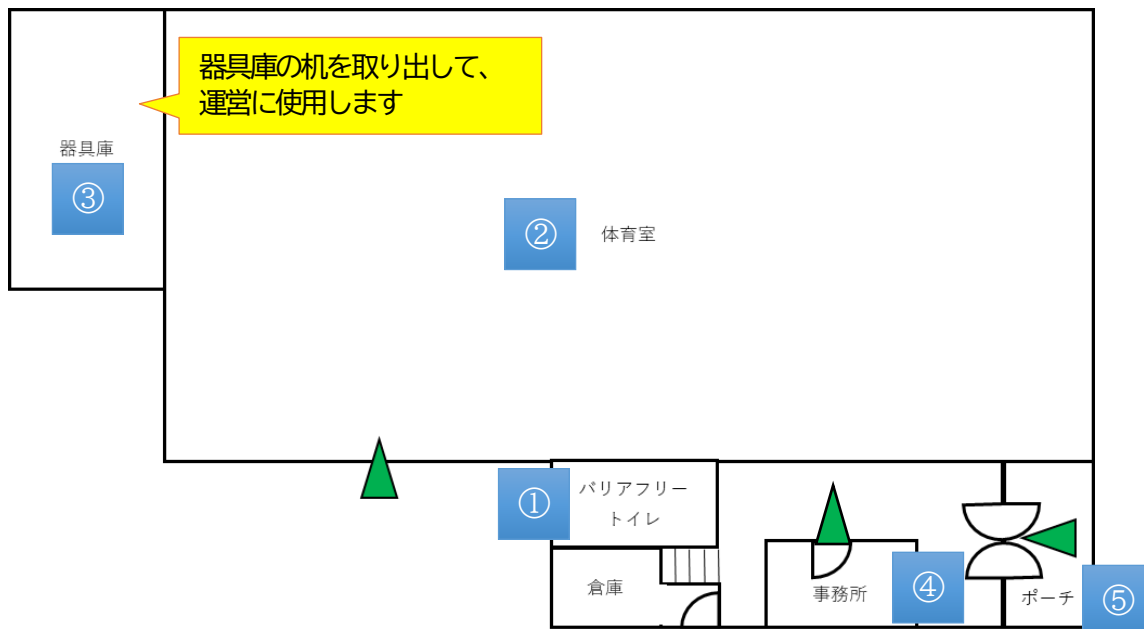 器具庫の机を取り出して、
運営に使用します
器具庫
③
②
体育室
①
バリアフリー
トイレ
倉庫
事務所
④
ポーチ
⑤